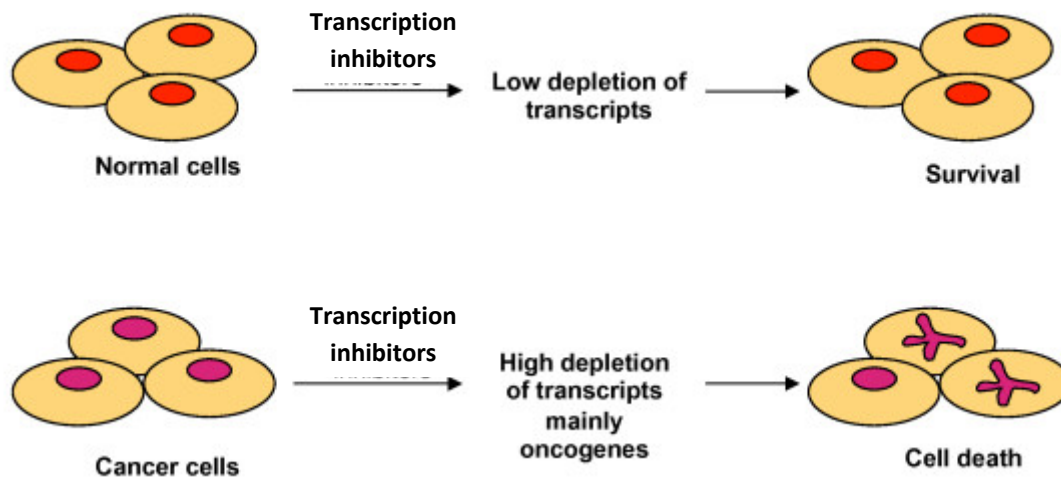 Transcription
inhibitors
Low depletion of
transcripts
Normal cells
Survival
Transcription
inhibitors
High depletion
of transcripts
mainly
oncogenes
Cancer cells
Cell death